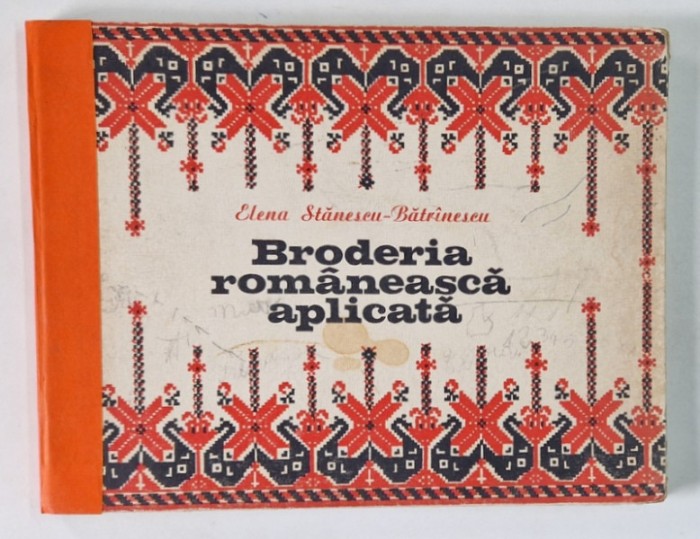 Elena Stănescu-Bătrînescu
Broderia
românească
aplicată